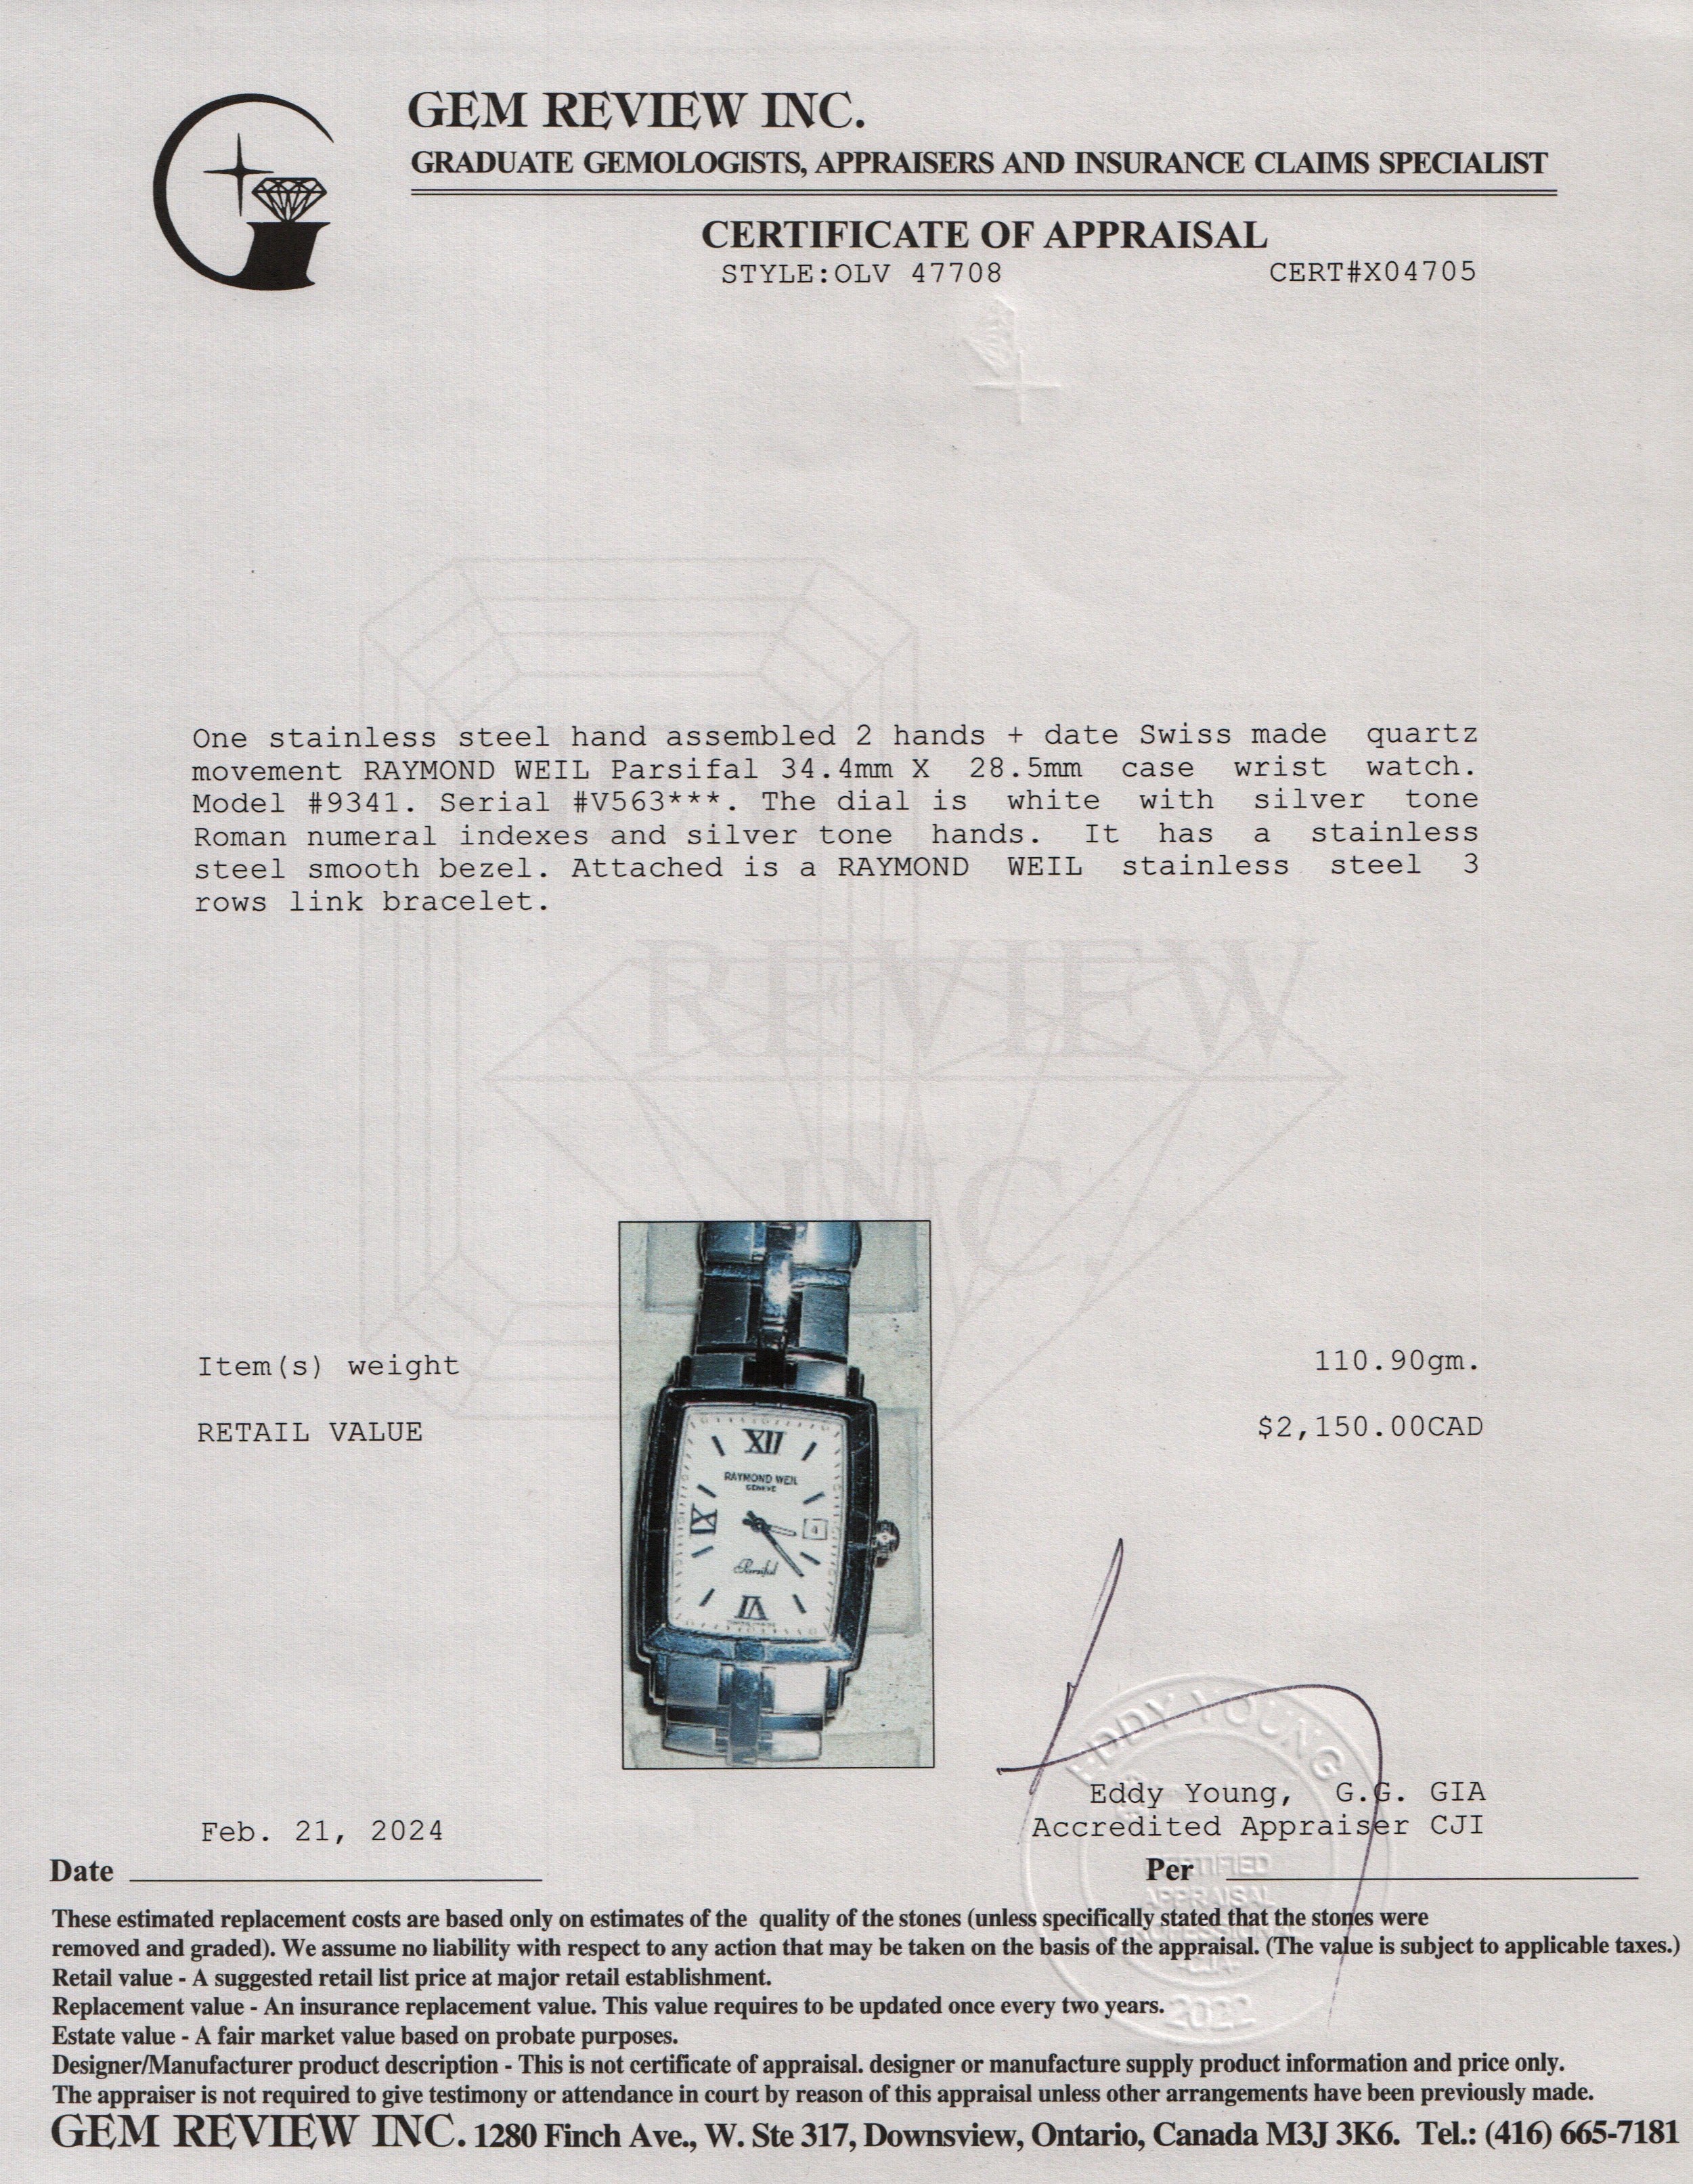 GEM REVIEW INC.
GRADUATE GEMOLOGISTS, APPRAISERS AND INSURANCE CLAIMS SPECIALIST
CERTIFICATE OF APPRAISAL
STYLE:OLV 47708 CERT#X04705
One stainless steel hand assembled 2 hands + date Swiss made quartz
movement RAYMOND WEIL Parsifal 34.4mm X 28.5mm case wrist watch.
Model #9341. Serial #V563***. The dial is white with silver tone
Roman numeral indexes and silver tone hands. It has a stainless
steel smooth bezel. Attached is a RAYMOND WEIL stainless steel 3
rows link bracelet.
REVIEW
INC.
Item(s) weight 110.90gm.
RETAIL VALUE $2,150.00CAD
XII
RAYMOND WEIL
GENEVE
IX
Parsifal
VI
EDDY YOUNG
Eddy Young, G.G. GIA
Feb. 21, 2024 Accredited Appraiser CJI
Date Per
CERTIFIED
APPRAISAL
PROFESSIONAL
2022
These estimated replacement costs are based only on estimates of the quality of the stones (unless specifically stated that the stones were
removed and graded). We assume no liability with respect to any action that may be taken on the basis of the appraisal. (The value is subject to applicable taxes.)
Retail value - A suggested retail list price at major retail establishment.
Replacement value - An insurance replacement value. This value requires to be updated once every two years.
Estate value - A fair market value based on probate purposes.
Designer/Manufacturer product description - This is not certificate of appraisal. designer or manufacture supply product information and price only.
The appraiser is not required to give testimony or attendance in court by reason of this appraisal unless other arrangements have been previously made.
GEM REVIEW INC. 1280 Finch Ave., W. Ste 317, Downsview, Ontario, Canada M3J 3K6. Tel.: (416) 665-7181